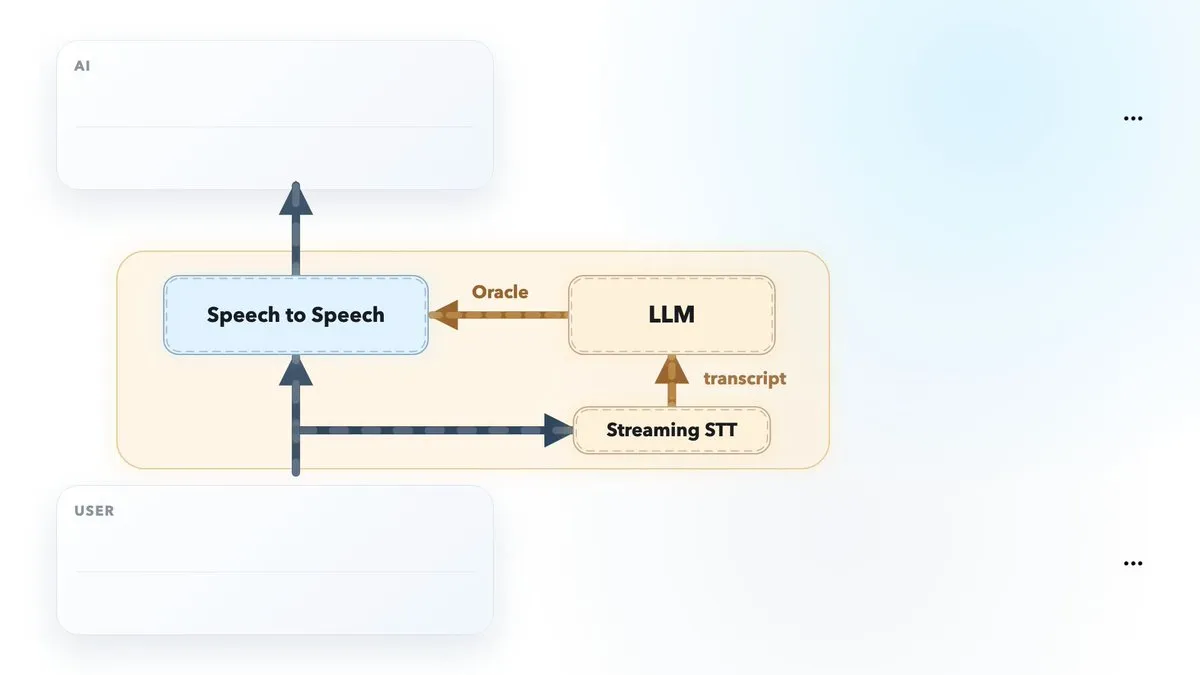 AI
...
Oracle
Speech to Speech
LLM
transcript
Streaming STT
USER
...